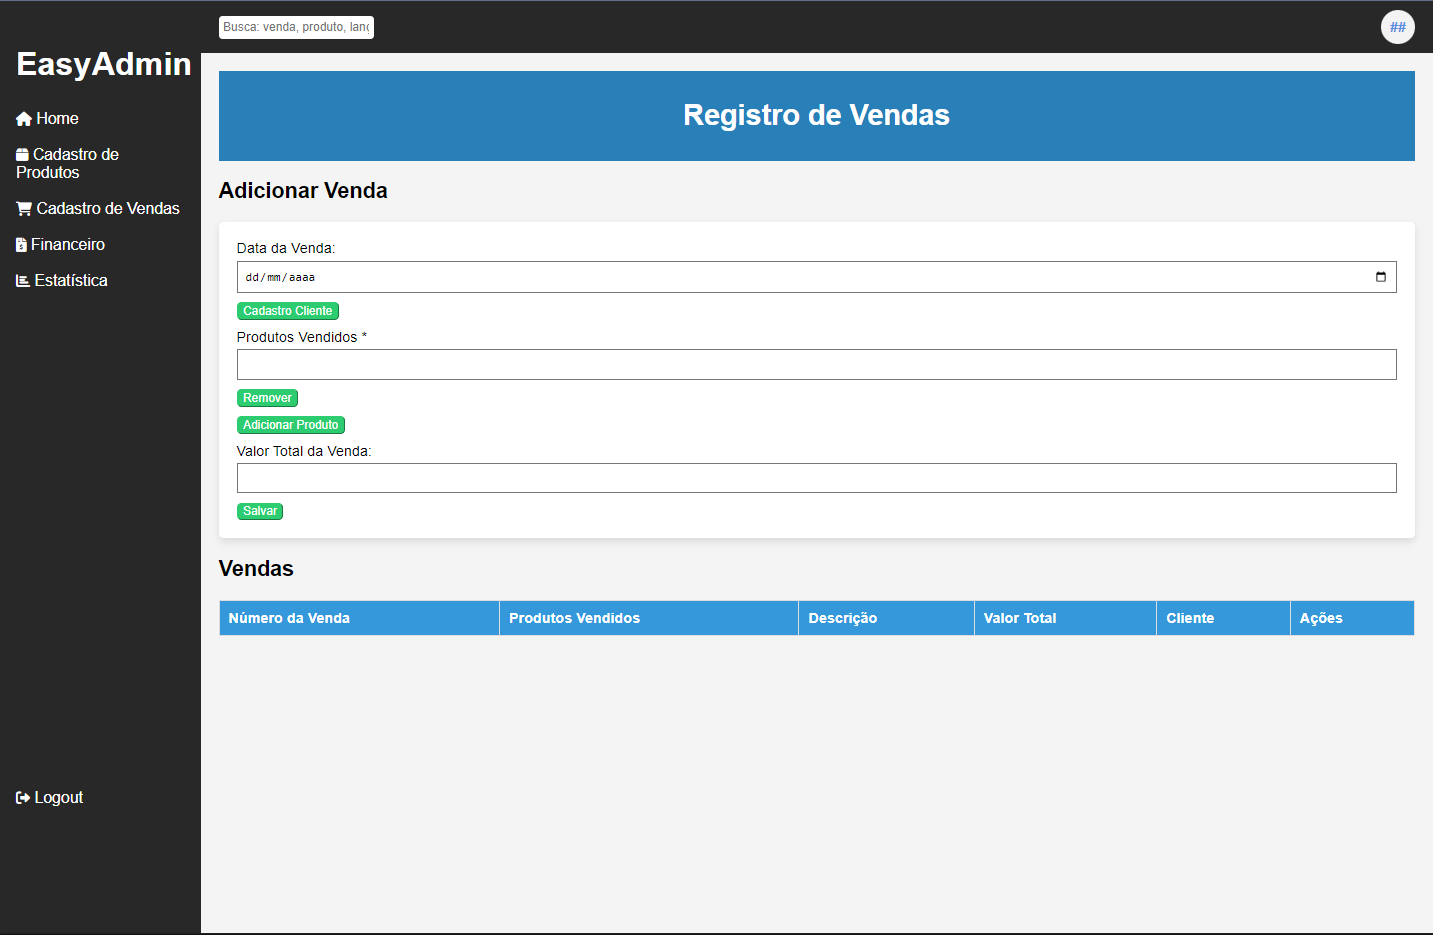 Busca: venda, produto, lan
##
EasyAdmin
Home
Cadastro de
Produtos
Cadastro de Vendas
Financeiro
Estatística
Logout
Registro de Vendas
Adicionar Venda
Data da Venda:
dd/mm/aaaa
Cadastro Cliente
Produtos Vendidos *
Remover
Adicionar Produto
Valor Total da Venda:
Salvar
Vendas
Número da Venda Produtos Vendidos Descrição Valor Total Cliente Ações